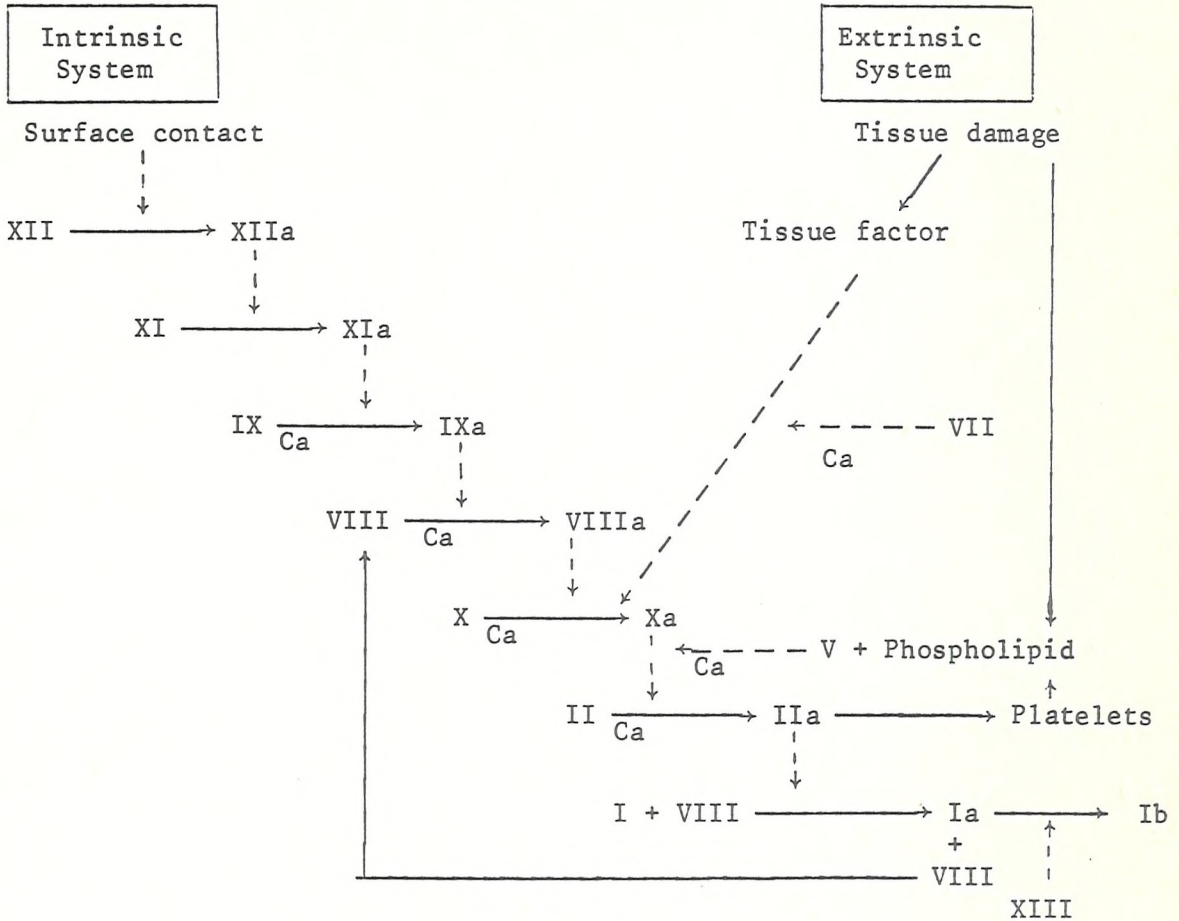 Intrinsic
System
Extrinsic
System
Surface contact
Tissue damage
XII XIIa
Tissue factor
XI XIa
IX Ca IXa
VII
Ca
VIII Ca VIIIa
X Ca Xa
Ca V + Phospholipid
II Ca IIa Platelets
I + VIII Ia Ib
+
VIII
XIII